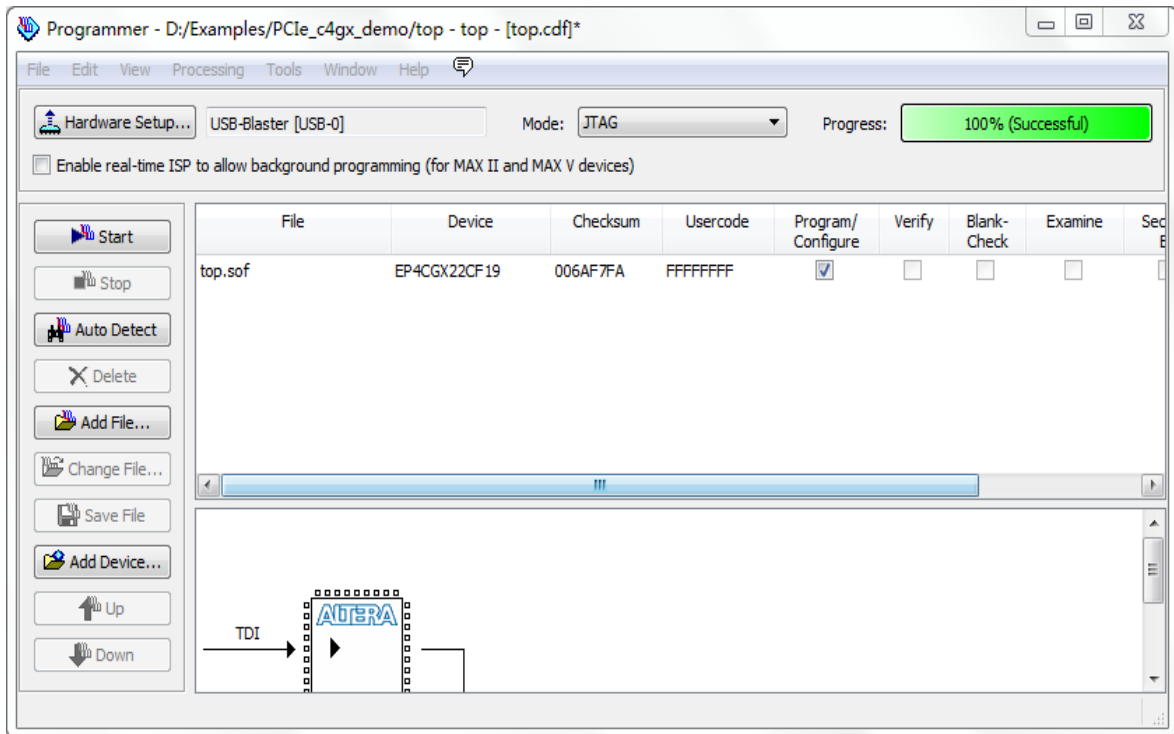 Programmer - D:/Examples/PCIe_c4gx_demo/top - top - [top.cdf]*
File Edit View Processing Tools Window Help
Hardware Setup... USB-Blaster [USB-0] Mode: JTAG Progress: 100% (Successful)
Enable real-time ISP to allow background programming (for MAX II and MAX V devices)
File Device Checksum Usercode Program/ Verify Blank- Examine Sec
Configure Check
Start
top.sof EP4CGX22CF19 006AF7FA FFFFFFFF
Stop
Auto Detect
Delete
Add File...
Change File...
Save File
Add Device...
Up
Down
ALTERA
TDI